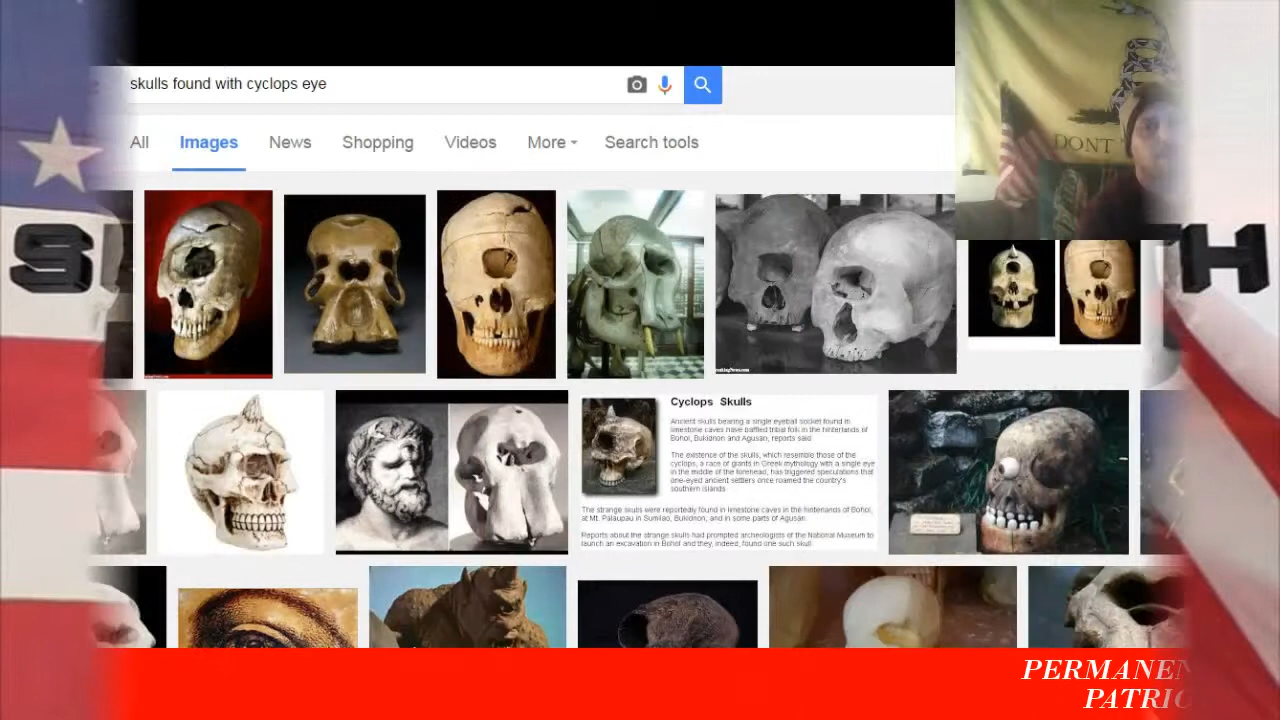 skulls found with cyclops eye
All Images News Shopping Videos More Search tools
DONT
S
H
Cyclops Skulls
Ancient skulls bearing a single eyeball socket found in
limestone caves have baffled tribal folk in the hinterlands of
Bohol, Bukidnon and Agusan, reports said
The existence of the skulls, which resemble those of the
cyclops, a race of giants in Greek mythology with a single eye
in the middle of the forehead, has triggered speculations that
one-eyed ancient settlers once roamed the country's
southern islands
The strange skulls were reportedly found in limestone caves in the hinterlands of Bohol,
at Mt. Palaupau in Sumilao, Bukidnon, and in some parts of Agusan.
Reports about the strange skulls had prompted archeologists of the National Museum to
launch an excavation in Bohol and they, indeed, found one such skull
PERMANEN
PATRIO